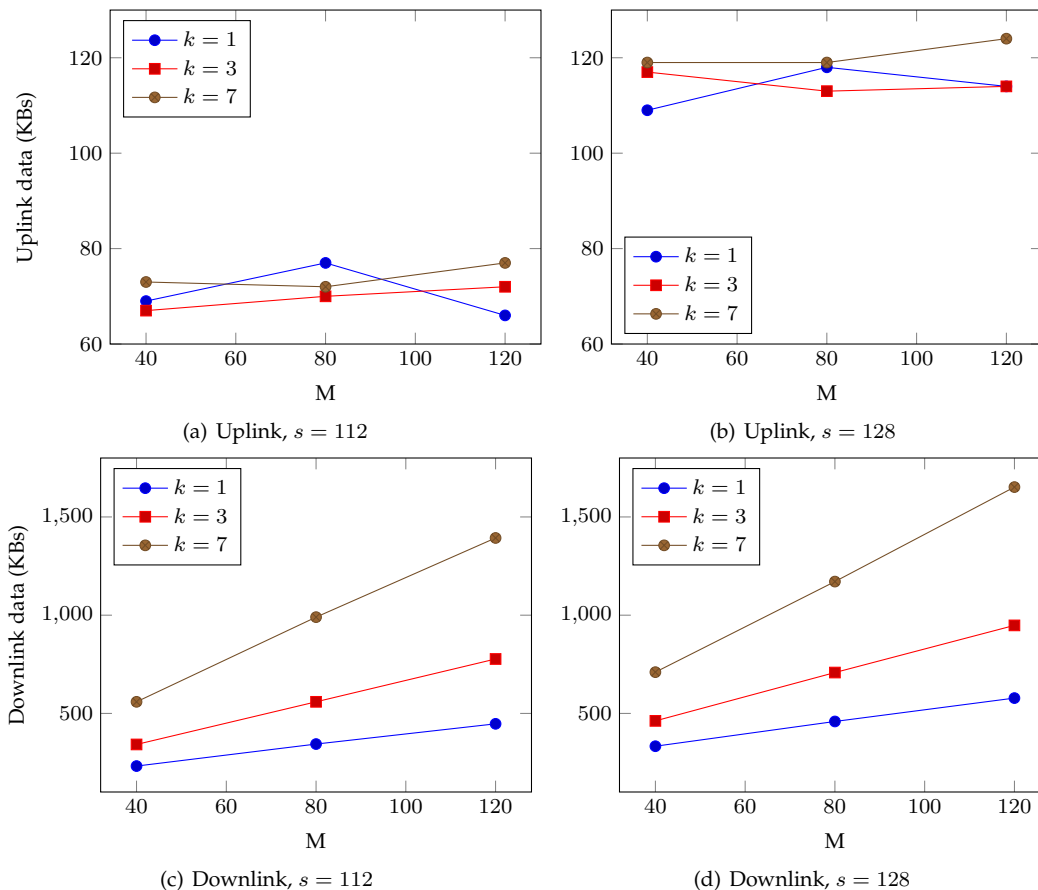 120
100
80
60
Uplink data (KBs)
k = 1
k = 3
k = 7
40 60 80 100 120
M
(a) Uplink, s = 112
120
100
80
60
k = 1
k = 3
k = 7
40 60 80 100 120
M
(b) Uplink, s = 128
1,500
1,000
500
Downlink data (KBs)
k = 1
k = 3
k = 7
40 60 80 100 120
M
(c) Downlink, s = 112
1,500
1,000
500
k = 1
k = 3
k = 7
40 60 80 100 120
M
(d) Downlink, s = 128